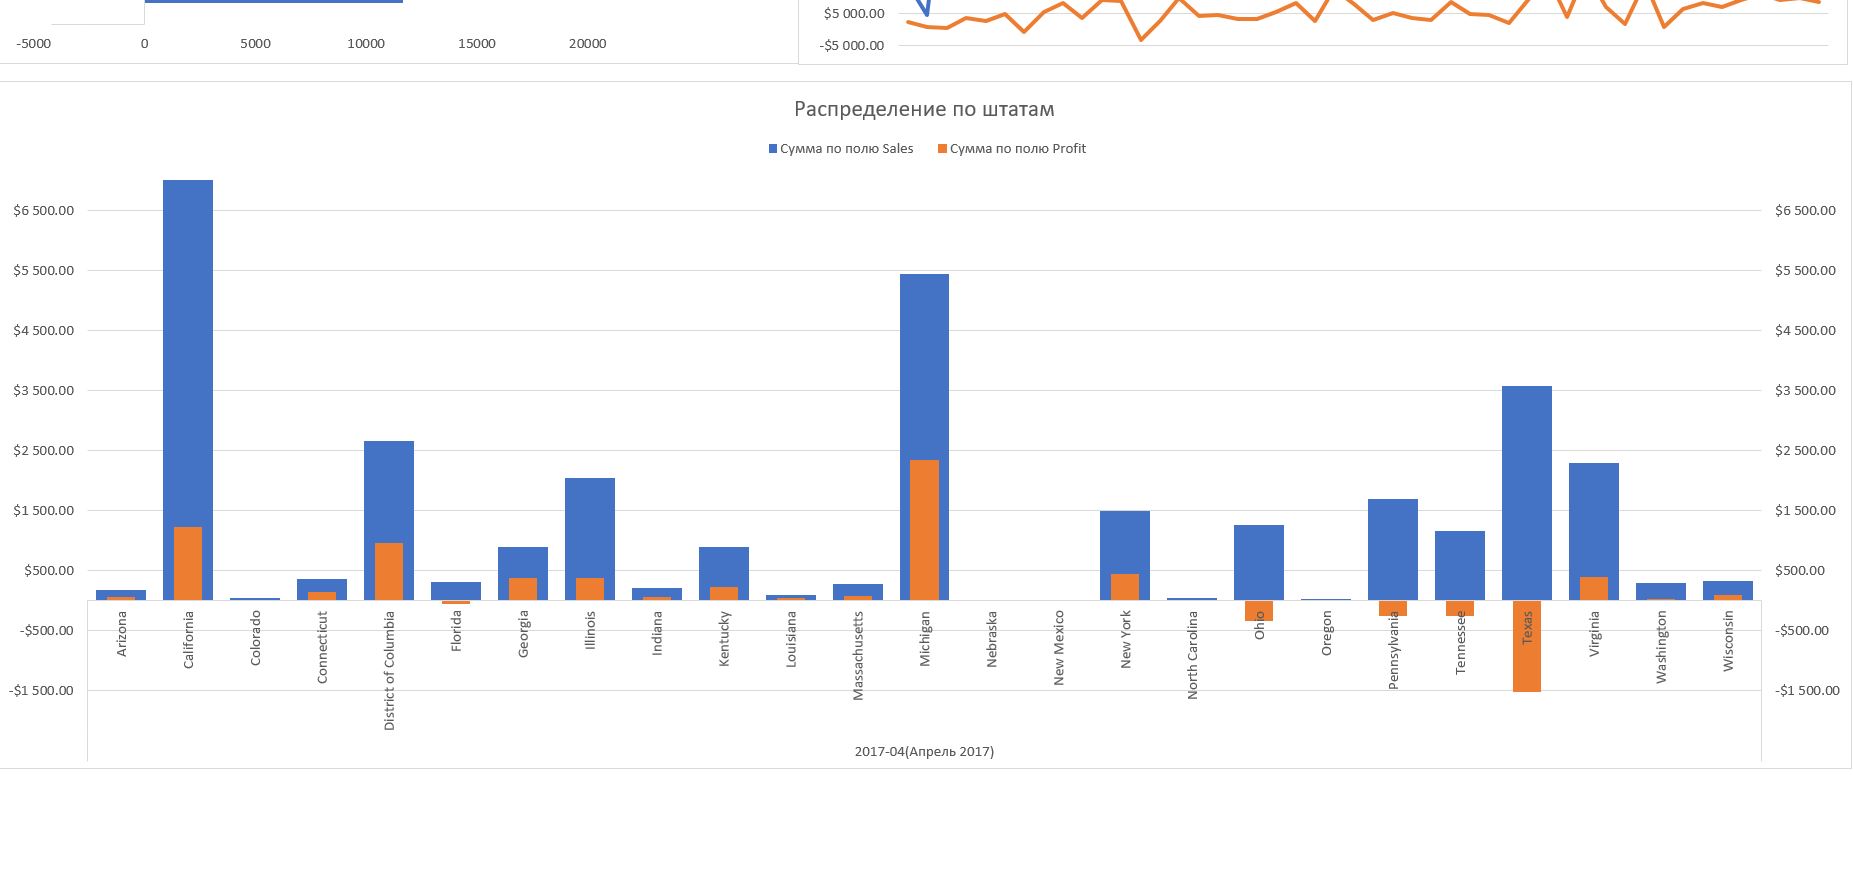 -5000 0 5000 10000 15000 20000
$5 000.00
-$5 000.00
Распределение по штатам
Сумма по полю Sales Сумма по полю Profit
$6 500.00 $6 500.00
$5 500.00 $5 500.00
$4 500.00 $4 500.00
$3 500.00 $3 500.00
$2 500.00 $2 500.00
$1 500.00 $1 500.00
$500.00 $500.00
-$500.00 -$500.00
-$1 500.00 -$1 500.00
Arizona
California
Colorado
Connecticut
District of Columbia
Florida
Georgia
Illinois
Indiana
Kentucky
Louisiana
Massachusetts
Michigan
Nebraska
New Mexico
New York
North Carolina
Ohio
Oregon
Pennsylvania
Tennessee
Texas
Virginia
Washington
Wisconsin
2017-04(Апрель 2017)